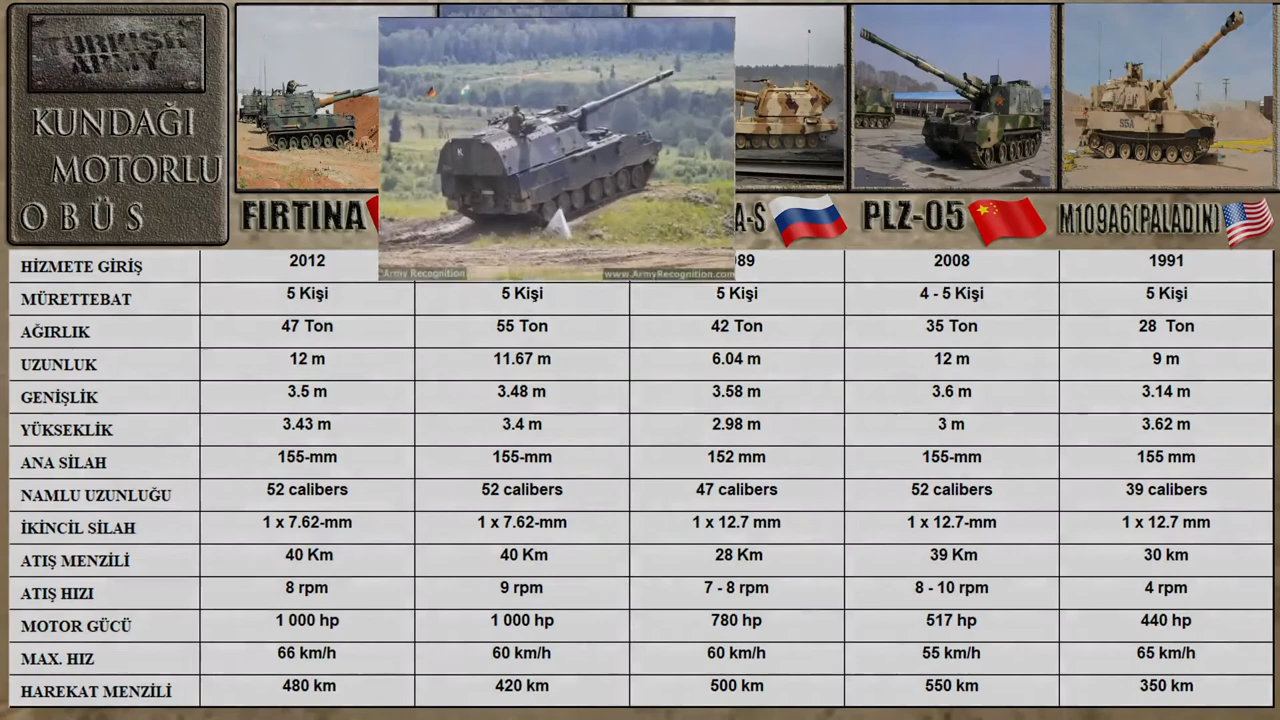 TURKISH
ARMY
KUNDAĞI
MOTORLU
OBÜS
FIRTINA
A-S
PLZ-05
M109A6(PALADIN)
S5A
Army Recognition
www.ArmyRecognition.com
HİZMETE GİRİŞ 2012 89 2008 1991
MÜRETTEBAT 5 Kişi 5 Kişi 5 Kişi 4 - 5 Kişi 5 Kişi
AĞIRLIK 47 Ton 55 Ton 42 Ton 35 Ton 28 Ton
UZUNLUK 12 m 11.67 m 6.04 m 12 m 9 m
GENİŞLİK 3.5 m 3.48 m 3.58 m 3.6 m 3.14 m
YÜKSEKLİK 3.43 m 3.4 m 2.98 m 3 m 3.62 m
ANA SİLAH 155-mm 155-mm 152 mm 155-mm 155 mm
NAMLU UZUNLUĞU 52 calibers 52 calibers 47 calibers 52 calibers 39 calibers
İKİNCİL SİLAH 1 x 7.62-mm 1 x 7.62-mm 1 x 12.7 mm 1 x 12.7-mm 1 x 12.7 mm
ATIŞ MENZİLİ 40 Km 40 Km 28 Km 39 Km 30 km
ATIŞ HIZI 8 rpm 9 rpm 7 - 8 rpm 8 - 10 rpm 4 rpm
MOTOR GÜCÜ 1 000 hp 1 000 hp 780 hp 517 hp 440 hp
MAX. HIZ 66 km/h 60 km/h 60 km/h 55 km/h 65 km/h
HAREKAT MENZİLİ 480 km 420 km 500 km 550 km 350 km